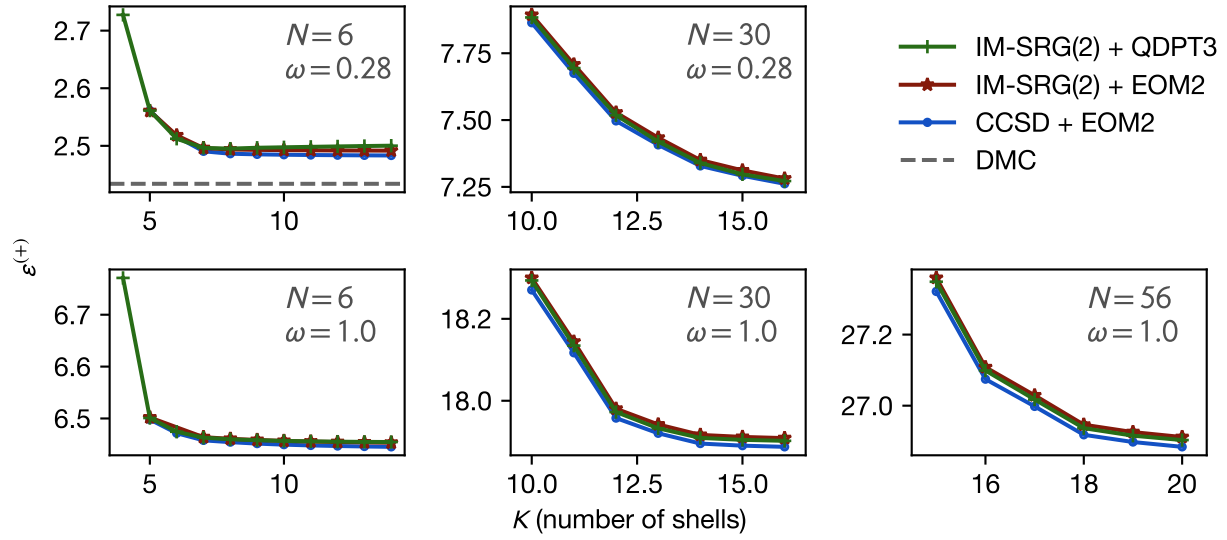 2.7
2.6
2.5
5
10
N = 6
ω = 0.28
7.75
7.50
7.25
10.0
12.5
15.0
N = 30
ω = 0.28
IM-SRG(2) + QDPT3
IM-SRG(2) + EOM2
CCSD + EOM2
DMC
ε(+)
6.7
6.6
6.5
5
10
N = 6
ω = 1.0
18.2
18.0
10.0
12.5
15.0
N = 30
ω = 1.0
27.2
27.0
16
18
20
N = 56
ω = 1.0
K (number of shells)